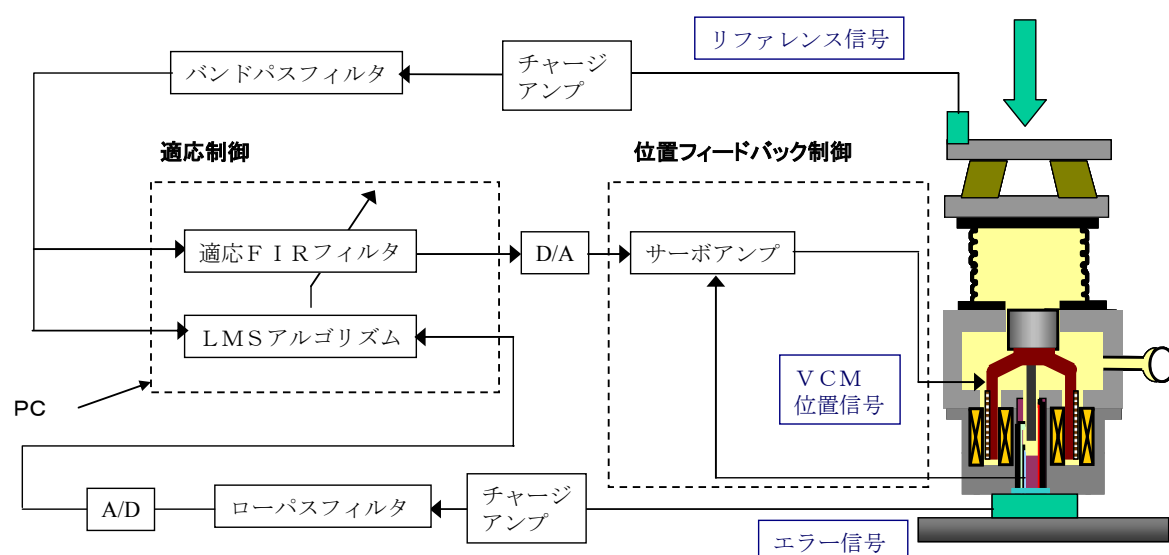 リファレンス信号
バンドパスフィルタ
チャージ
アンプ
適応制御
位置フィードバック制御
適応ＦＩＲフィルタ
D/A
サーボアンプ
ＬＭＳアルゴリズム
ＶＣＭ
位置信号
PC
A/D
ローパスフィルタ
チャージ
アンプ
エラー信号